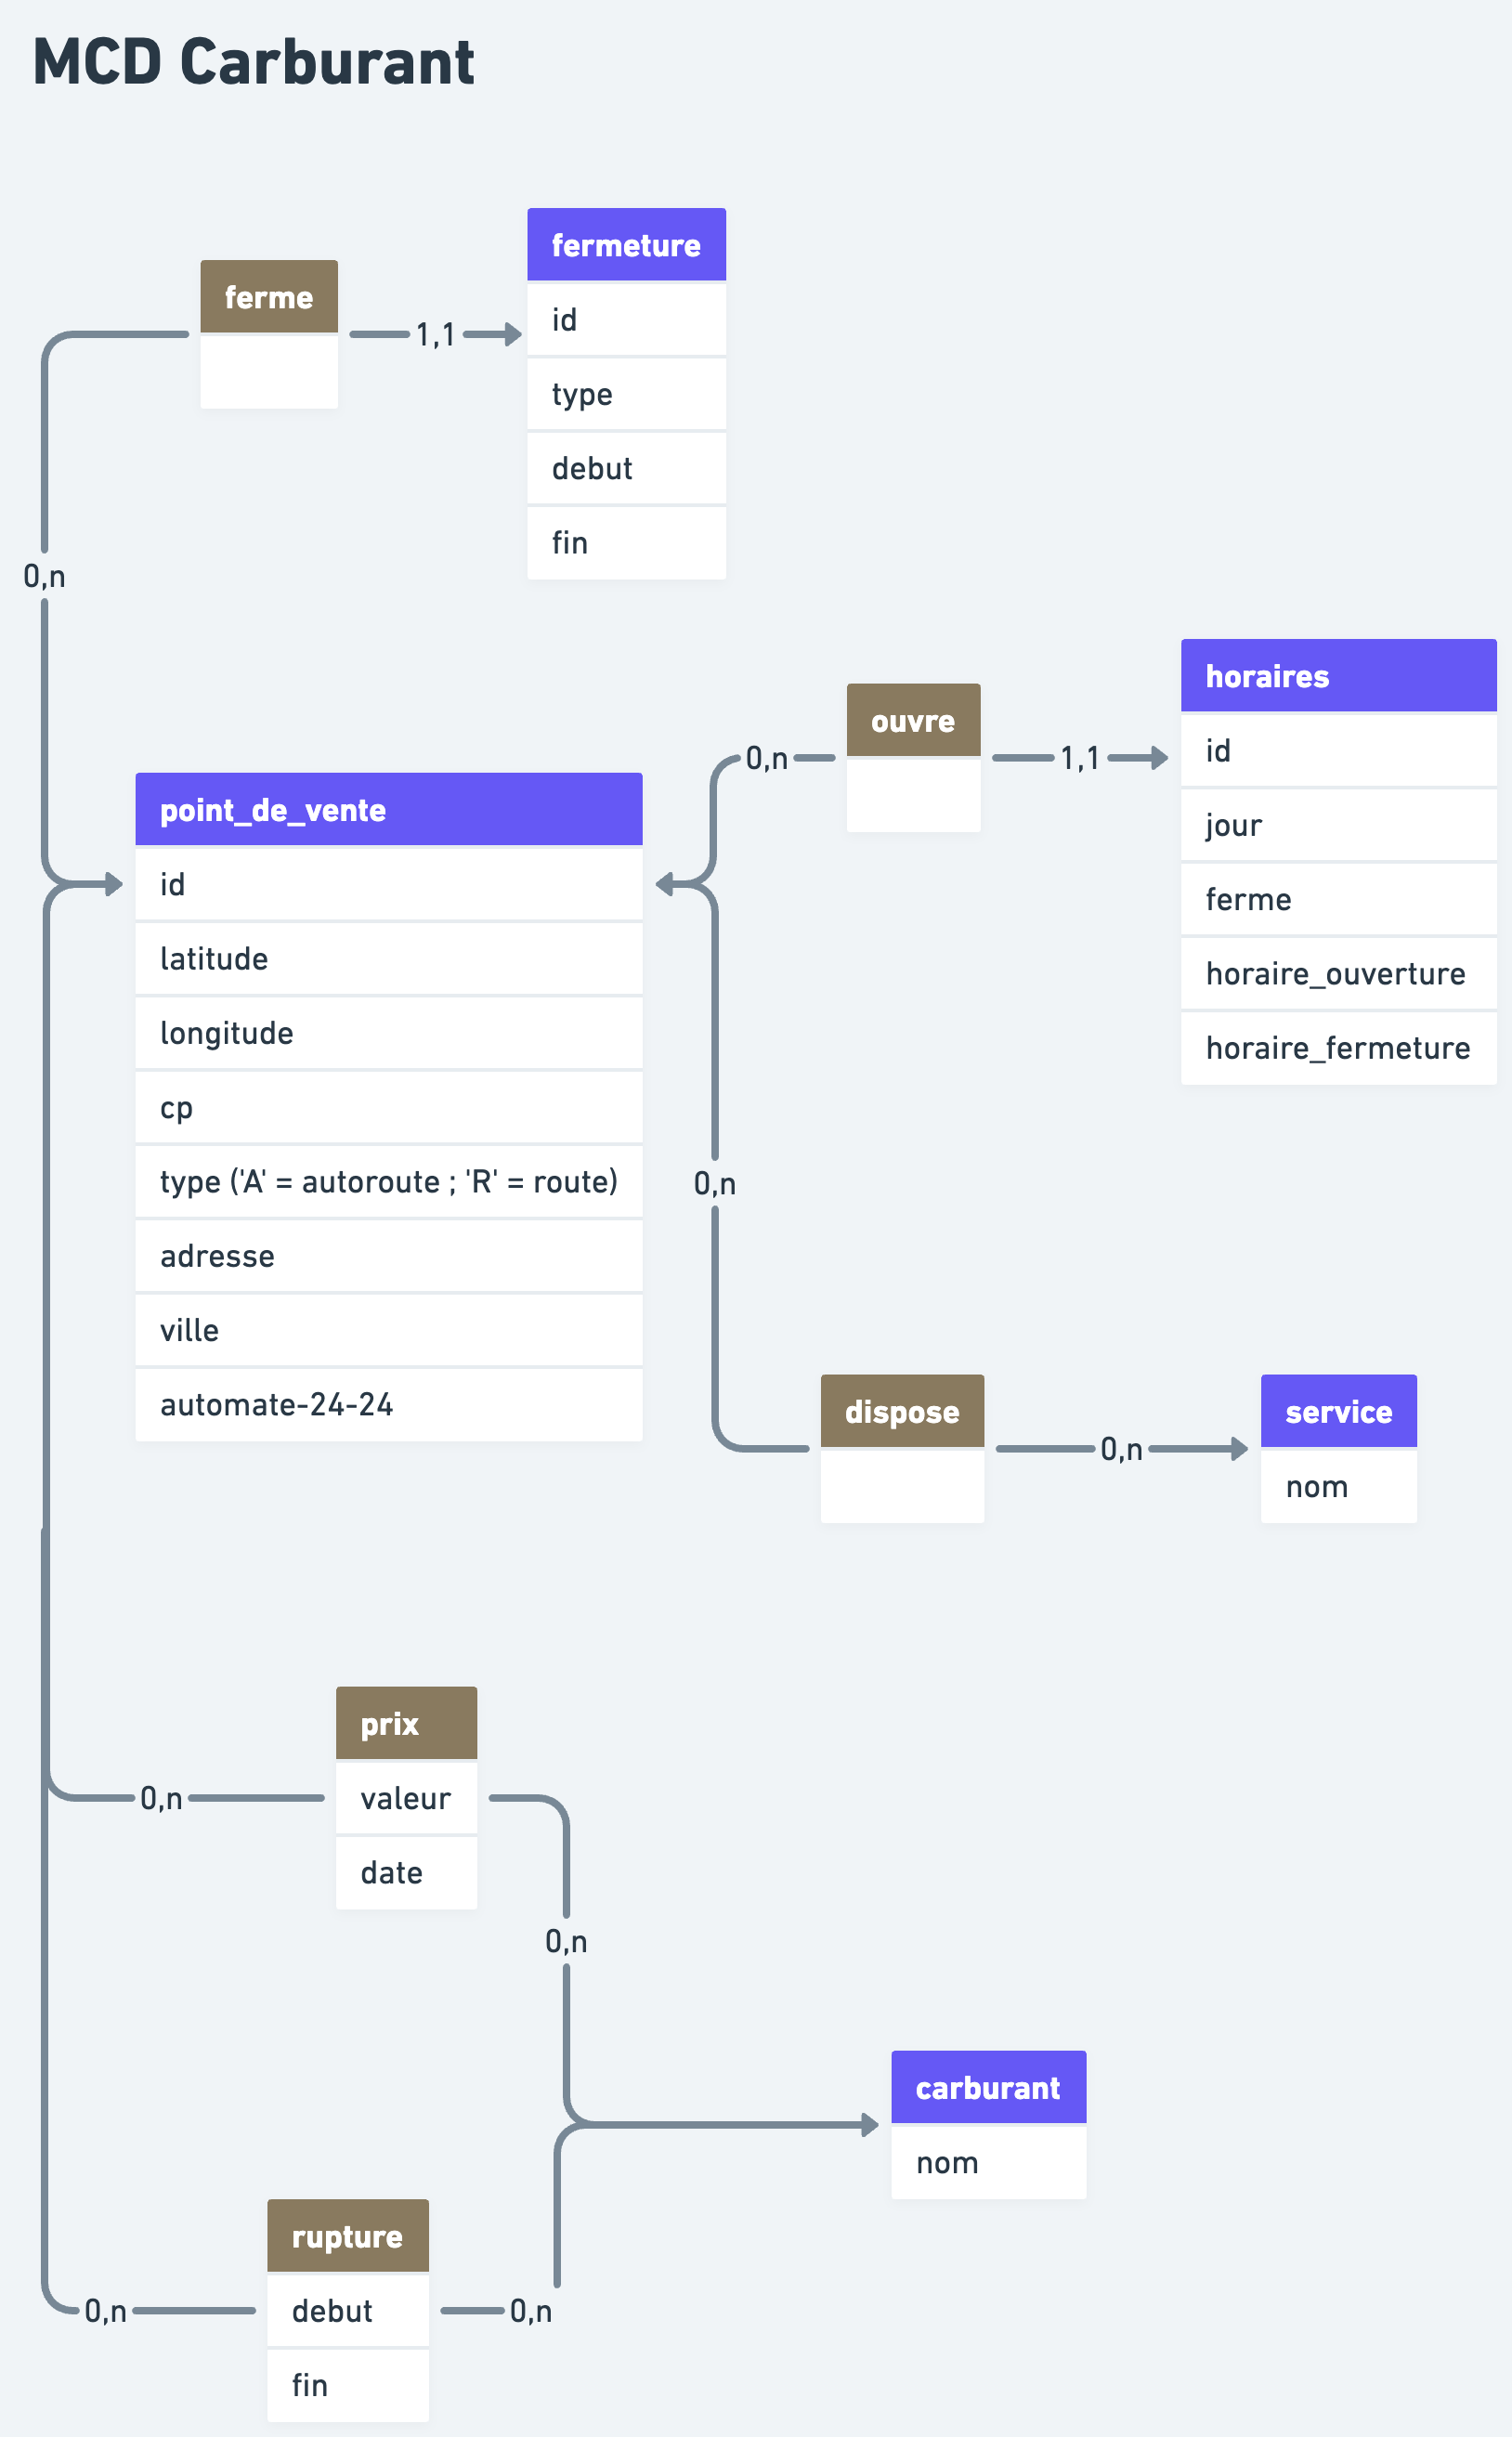 MCD Carburant
ferme
1,1
fermeture
id
type
debut
fin
0,n
point_de_vente
id
latitude
longitude
cp
type ('A' = autoroute ; 'R' = route)
adresse
ville
automate-24-24
0,n
ouvre
1,1
horaires
id
jour
ferme
horaire_ouverture
horaire_fermeture
0,n
dispose
0,n
service
nom
0,n
prix
valeur
date
0,n
carburant
nom
0,n
rupture
debut
fin
0,n